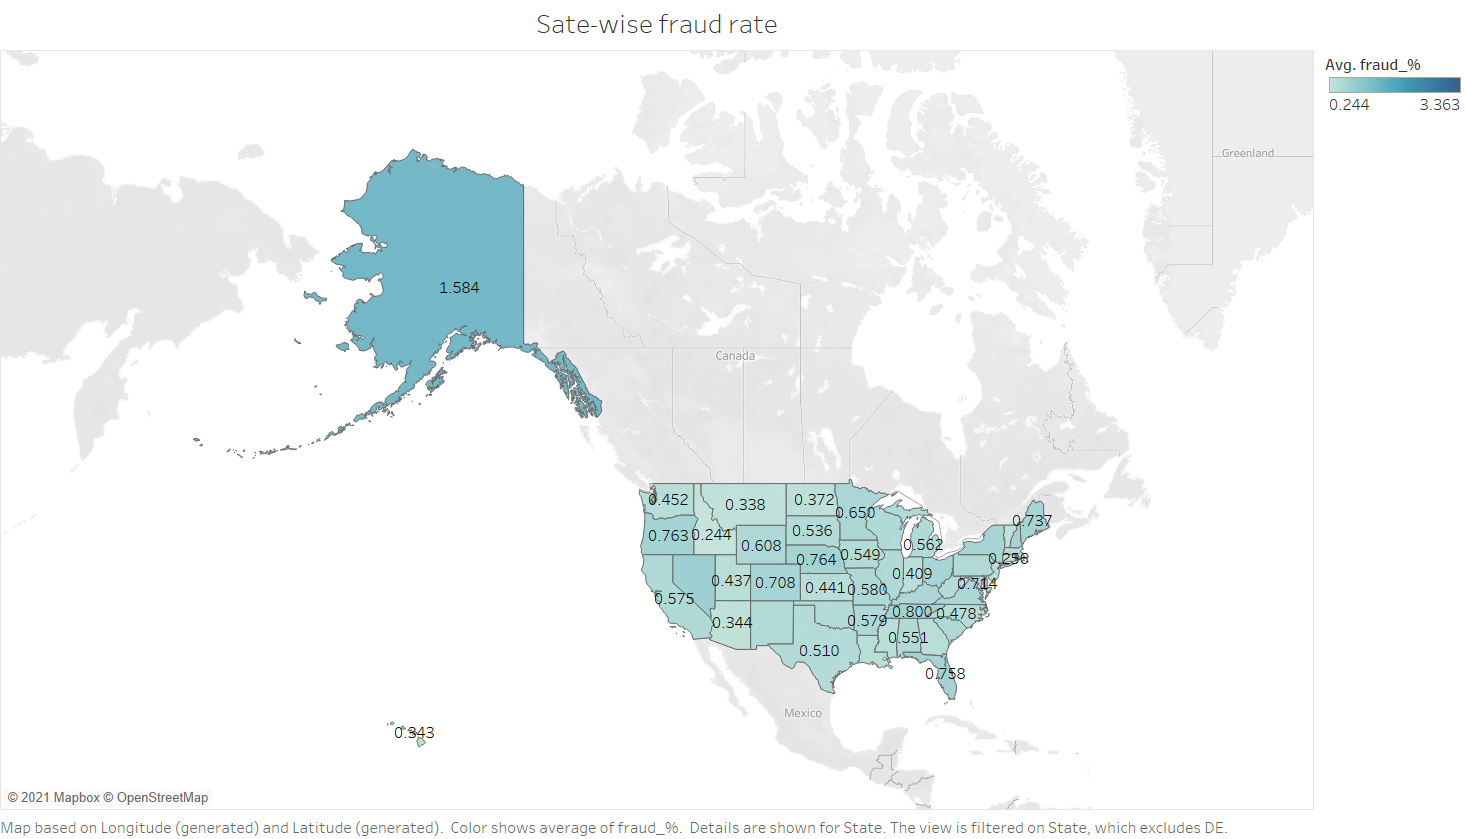 Sate-wise fraud rate
Avg. fraud_%
0.244 3.363
Greenland
1.584
Canada
0.452 0.338 0.372 0.650 0.737
0.763 0.244 0.608 0.536 0.562
0.764 0.549
0.437 0.708 0.441 0.580 0.409 0.714
0.575
0.344 0.579 0.800 0.478
0.510 0.551
0.758
Mexico
0.343
© 2021 Mapbox © OpenStreetMap
Map based on Longitude (generated) and Latitude (generated).  Color shows average of fraud_%.  Details are shown for State. The view is filtered on State, which excludes DE.